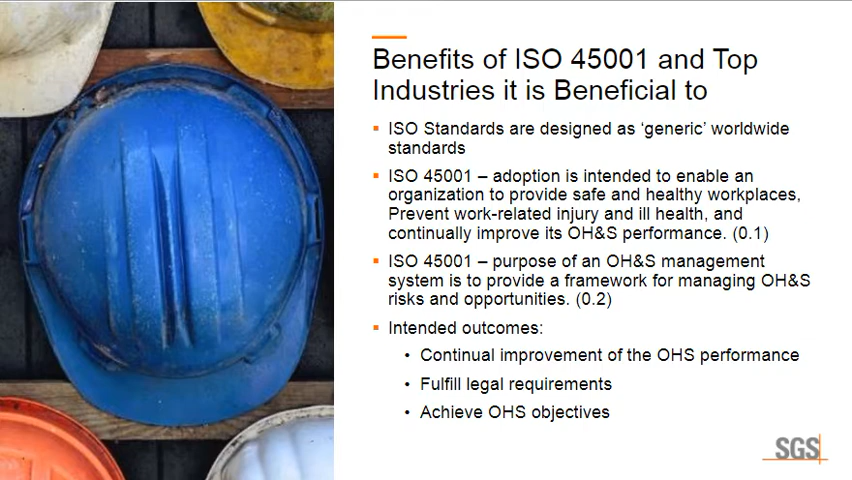 Benefits of ISO 45001 and Top
Industries it is Beneficial to
▪ ISO Standards are designed as ‘generic’ worldwide
standards
▪ ISO 45001 – adoption is intended to enable an
organization to provide safe and healthy workplaces,
Prevent work-related injury and ill health, and
continually improve its OH&S performance. (0.1)
▪ ISO 45001 – purpose of an OH&S management
system is to provide a framework for managing OH&S
risks and opportunities. (0.2)
▪ Intended outcomes:
• Continual improvement of the OHS performance
• Fulfill legal requirements
• Achieve OHS objectives
SGS